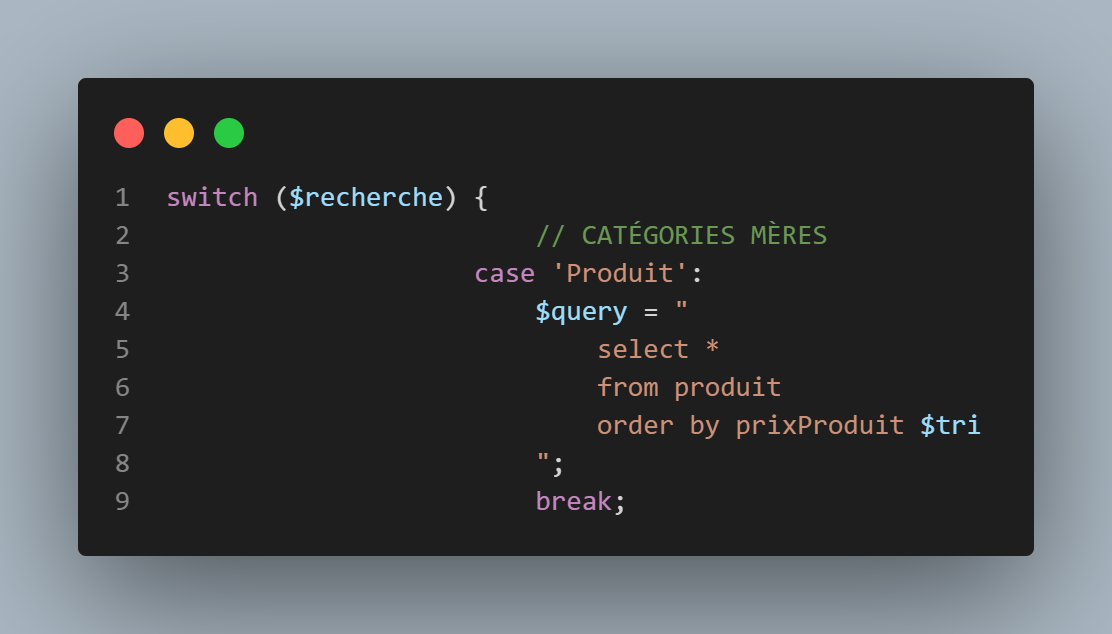 1 switch ($recherche) {
2 // CATÉGORIES MÈRES
3 case 'Produit':
4 $query = "
5 select *
6 from produit
7 order by prixProduit $tri
8 ";
9 break;